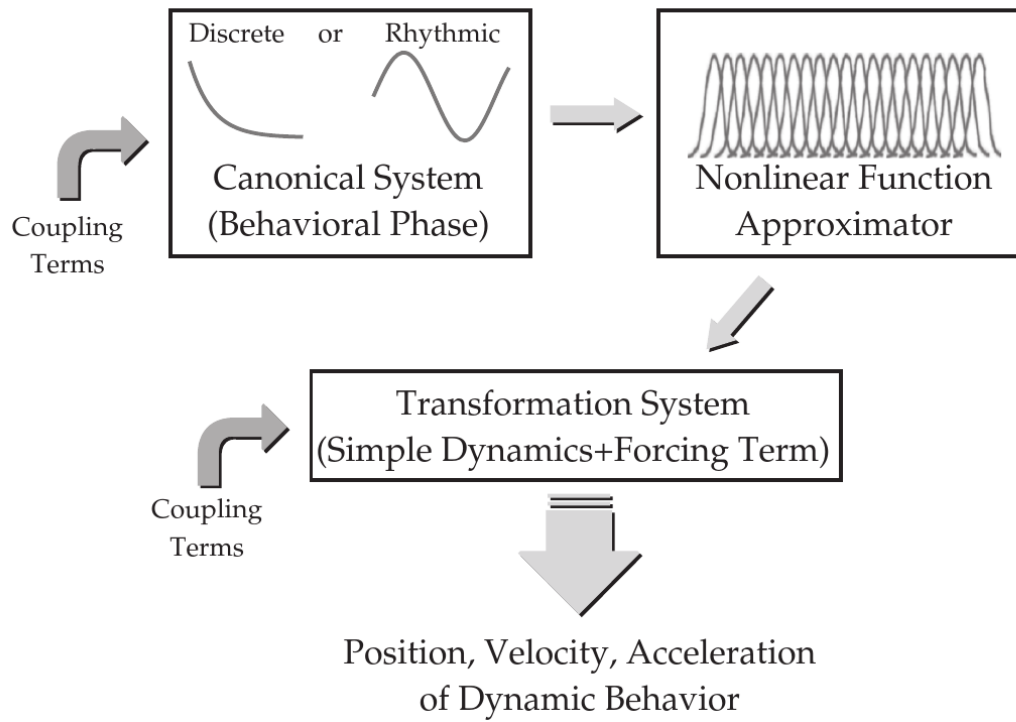 Discrete or Rhythmic
Canonical System
(Behavioral Phase)
Nonlinear Function
Approximator
Coupling
Terms
Transformation System
(Simple Dynamics+Forcing Term)
Coupling
Terms
Position, Velocity, Acceleration
of Dynamic Behavior